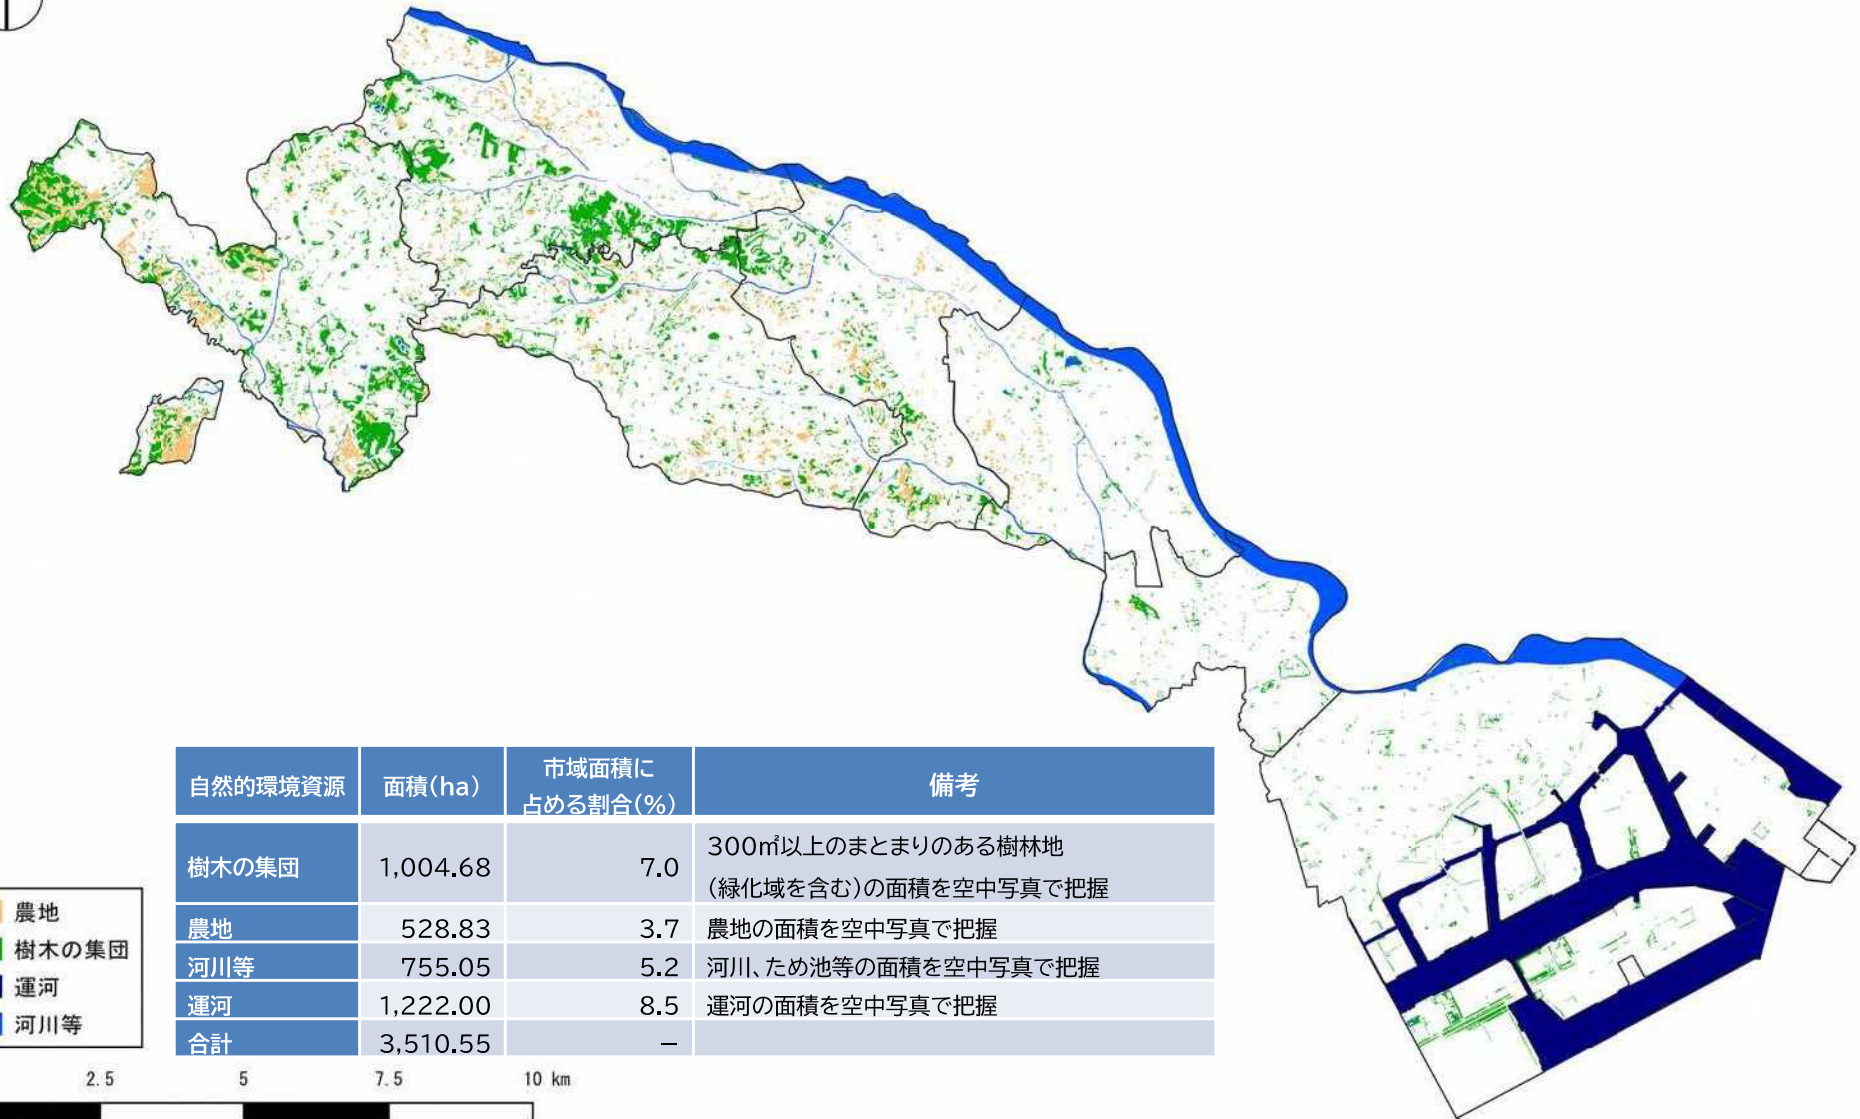 自然的環境資源 面積(ha) 市域面積に 備考
占める割合(%)
樹木の集団 1,004.68 7.0 300㎡以上のまとまりのある樹林地
(緑化域を含む)の面積を空中写真で把握
農地 528.83 3.7 農地の面積を空中写真で把握
河川等 755.05 5.2 河川、ため池等の面積を空中写真で把握
運河 1,222.00 8.5 運河の面積を空中写真で把握
合計 3,510.55 −
農地
樹木の集団
運河
河川等
2.5 5 7.5 10 km